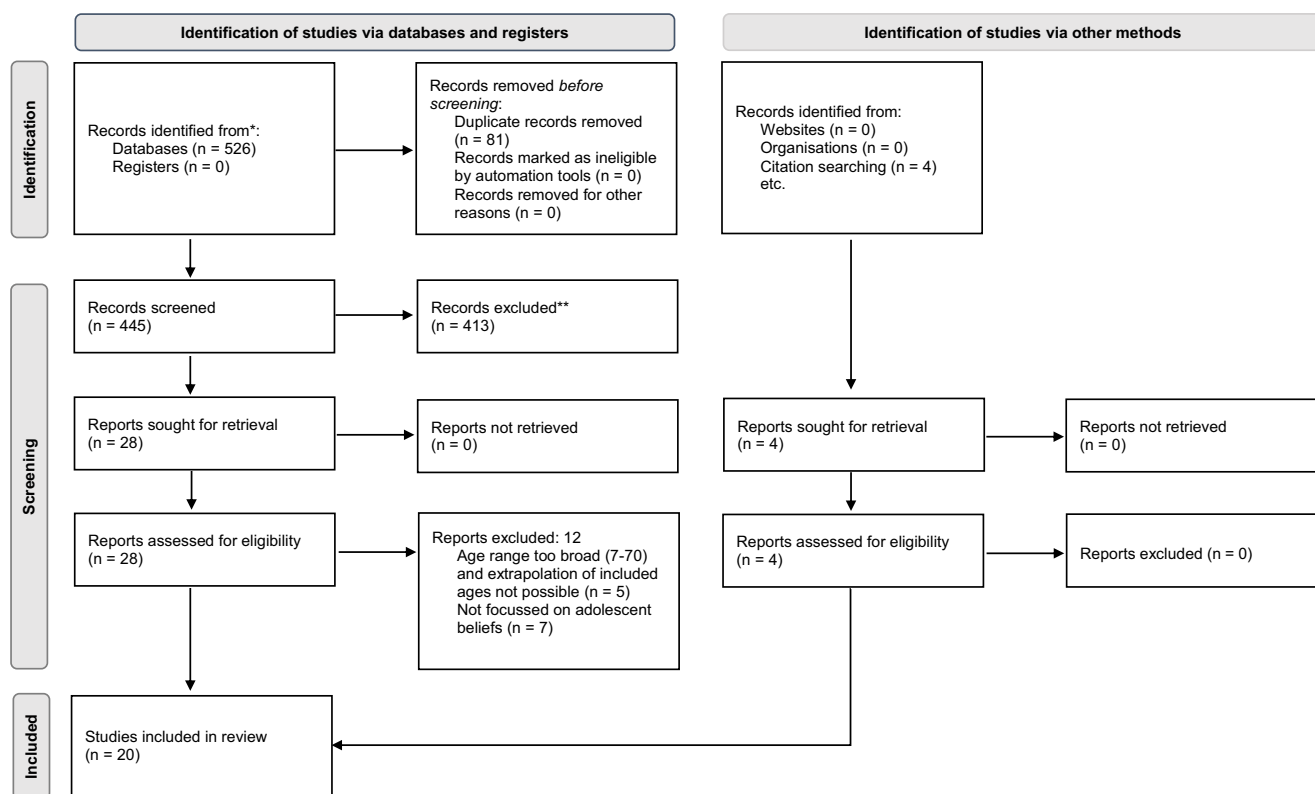 Identification of studies via databases and registers
Identification of studies via other methods
Identification
Records identified from*:
Databases (n = 526)
Registers (n = 0)
Records removed before
screening:
Duplicate records removed
(n = 81)
Records marked as ineligible
by automation tools (n = 0)
Records removed for other
reasons (n = 0)
Records identified from:
Websites (n = 0)
Organisations (n = 0)
Citation searching (n = 4)
etc.
Screening
Records screened
(n = 445)
Records excluded**
(n = 413)
Reports sought for retrieval
(n = 28)
Reports not retrieved
(n = 0)
Reports sought for retrieval
(n = 4)
Reports not retrieved
(n = 0)
Reports assessed for eligibility
(n = 28)
Reports excluded: 12
Age range too broad (7-70)
and extrapolation of included
ages not possible (n = 5)
Not focussed on adolescent
beliefs (n = 7)
Reports assessed for eligibility
(n = 4)
Reports excluded (n = 0)
Included
Studies included in review
(n = 20)